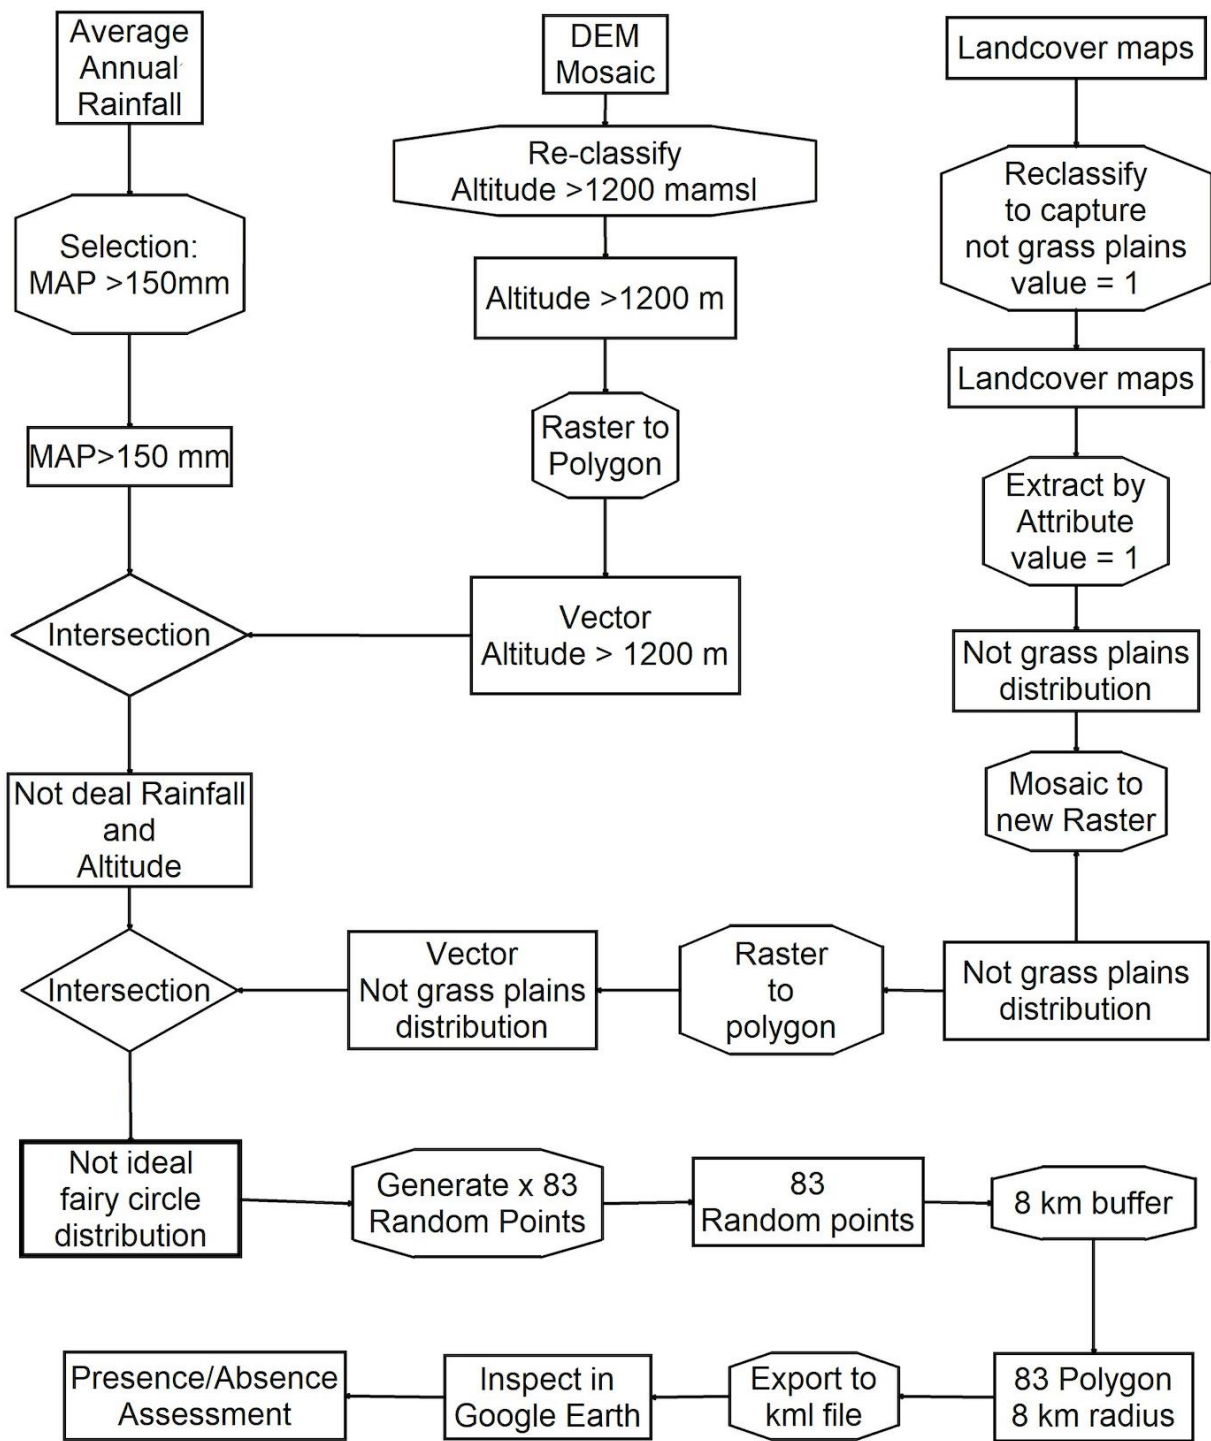 Average
Annual
Rainfall
Selection:
MAP >150mm
MAP>150 mm
Intersection
Not deal Rainfall
and
Altitude
Intersection
DEM
Mosaic
Re-classify
Altitude >1200 mamsl
Altitude >1200 m
Raster to
Polygon
Vector
Altitude > 1200 m
Landcover maps
Reclassify
to capture
not grass plains
value = 1
Landcover maps
Extract by
Attribute
value = 1
Not grass plains
distribution
Mosaic to
new Raster
Not grass plains
distribution
Raster
to
polygon
Vector
Not grass plains
distribution
Not ideal
fairy circle
distribution
Generate x 83
Random Points
83
Random points
8 km buffer
83 Polygon
8 km radius
Export to
kml file
Inspect in
Google Earth
Presence/Absence
Assessment